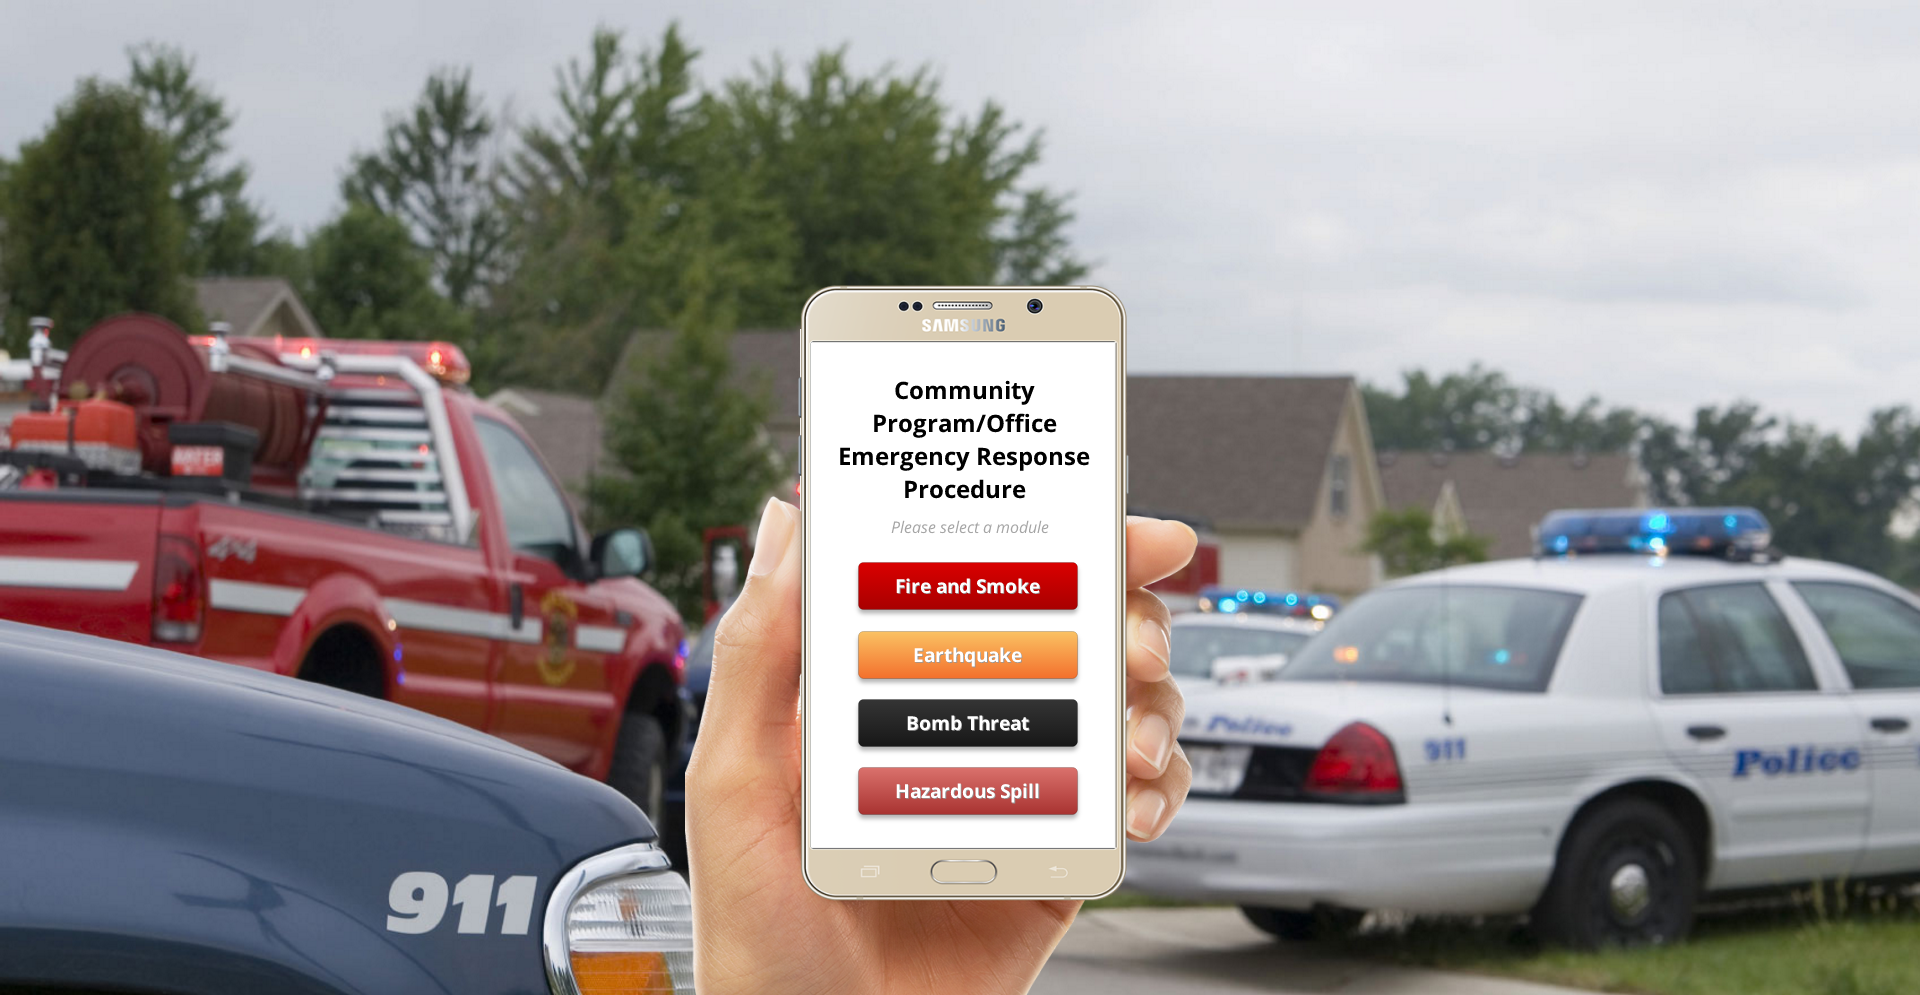 SAMSUNG
Community
Program/Office
Emergency Response
Procedure
Please select a module
Fire and Smoke
Earthquake
Bomb Threat
Hazardous Spill
4x4
911
Police
911
Police